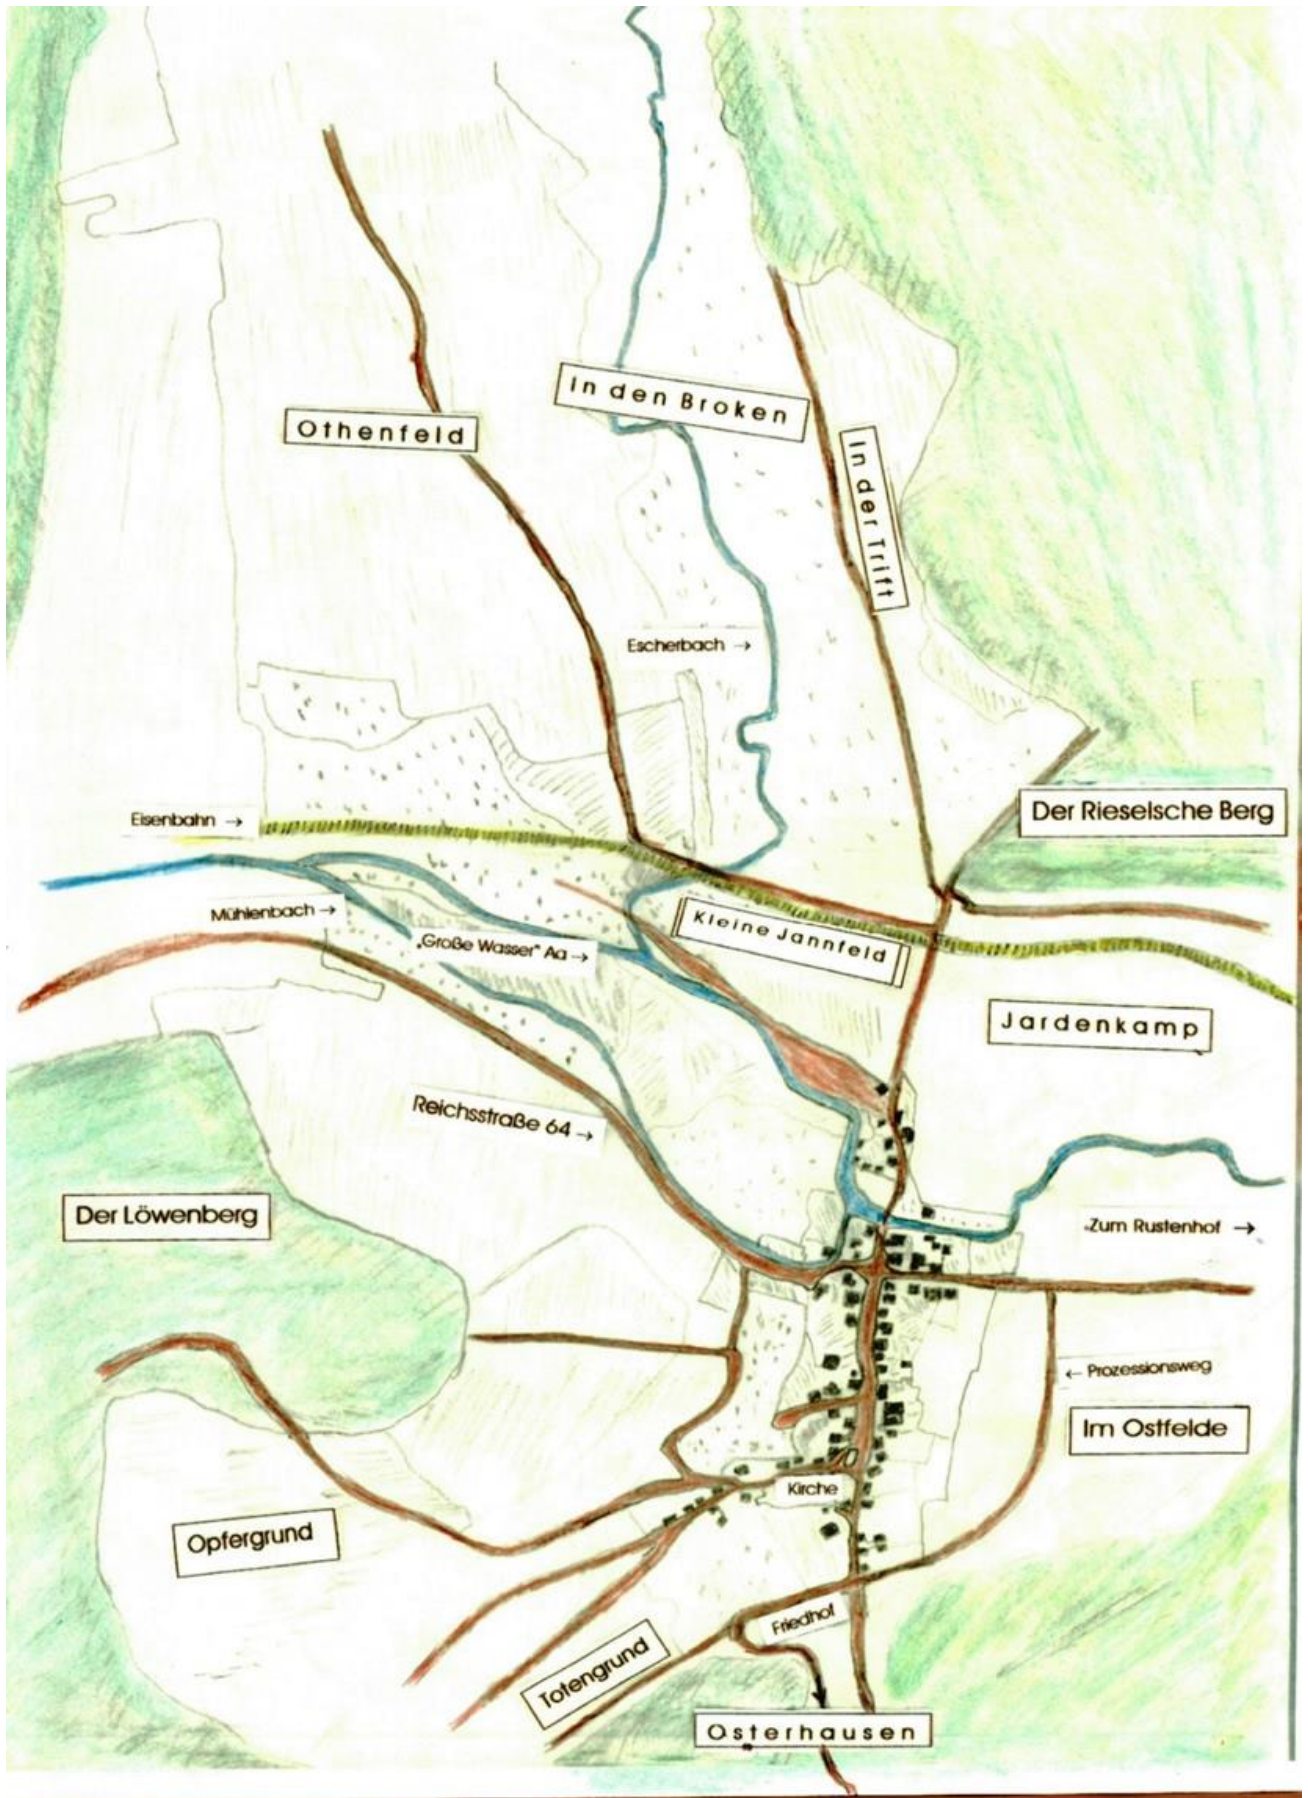 In den Broken
Othenfeld
In der Trift
Escherbach →
Der Rieselsche Berg
Eisenbahn →
Mühlenbach →
Kleine Jannfeld
„Große Wasser" Aa →
Jardenkamp
Reichsstraße 64 →
Der Löwenberg
„Zum Rustenhof →
← Prozessionsweg
Im Ostfelde
Kirche
Opfergrund
Friedhof
Totengrund
Osterhausen